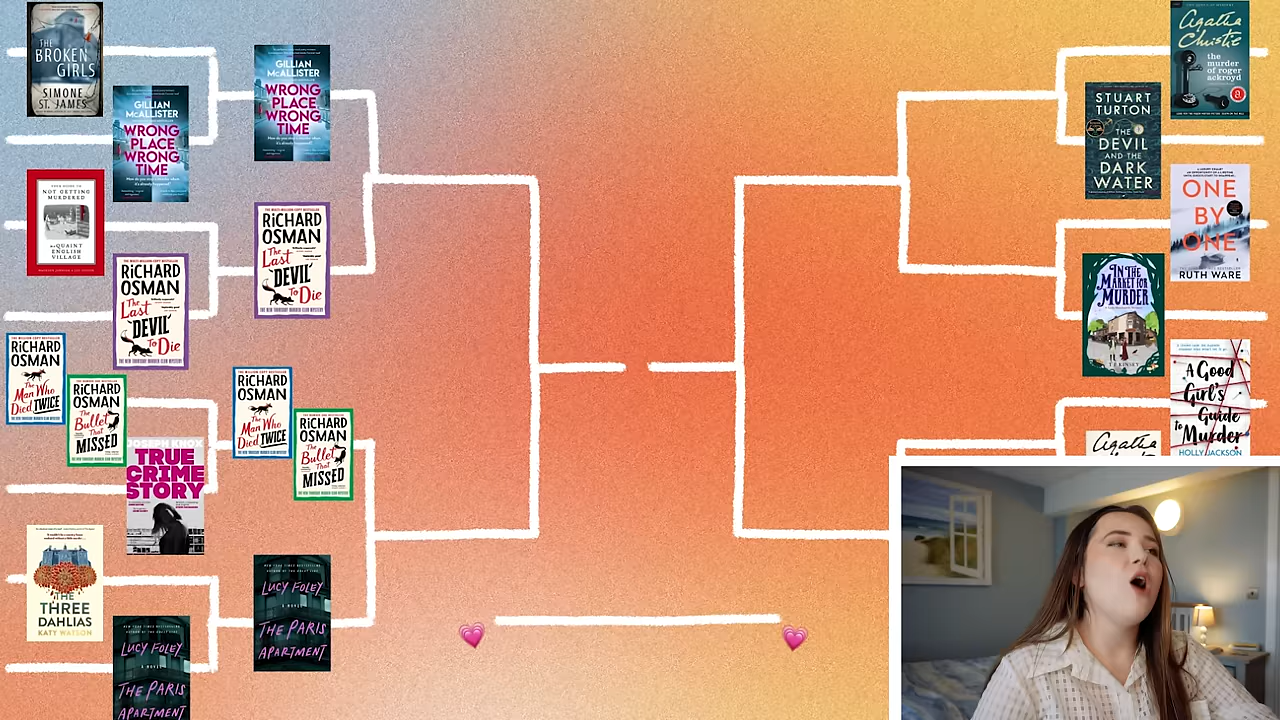 THE
BROKEN
GIRLS
SIMONE
ST. JAMES
GILLIAN
McALLISTER
WRONG
PLACE
WRONG
TIME
GILLIAN
McALLISTER
WRONG
PLACE
WRONG
TIME
NOT GETTING
MURDERED
QUAINT
ENGLISH
VILLAGE
RICHARD
OSMAN
The
Last
'DEVIL'
To Die
RICHARD
OSMAN
The
Last
'DEVIL'
To Die
RICHARD
OSMAN
The
Man Who
Died TWICE
RICHARD
OSMAN
The
Bullet
That
MISSED
JOSEPH KNOX
TRUE
CRIME
STORY
RICHARD
OSMAN
The
Man Who
Died TWICE
RICHARD
OSMAN
The
Bullet
That
MISSED
THE
THREE
DAHLIAS
KATY WATSON
LUCY FOLEY
THE PARIS
APARTMENT
LUCY FOLEY
A NOVEL
THE PARIS
APARTMENT
Agatha
Christie
the
murder
of roger
ackroyd
STUART
TURTON
THE
DEVIL
AND THE
DARK
WATER
ONE
BY
ONE
RUTH WARE
IN THE
MARKET FOR
MURDER
A Good
Girl's
Guide
to
Murder
HOLLY JACKSON
Agatha